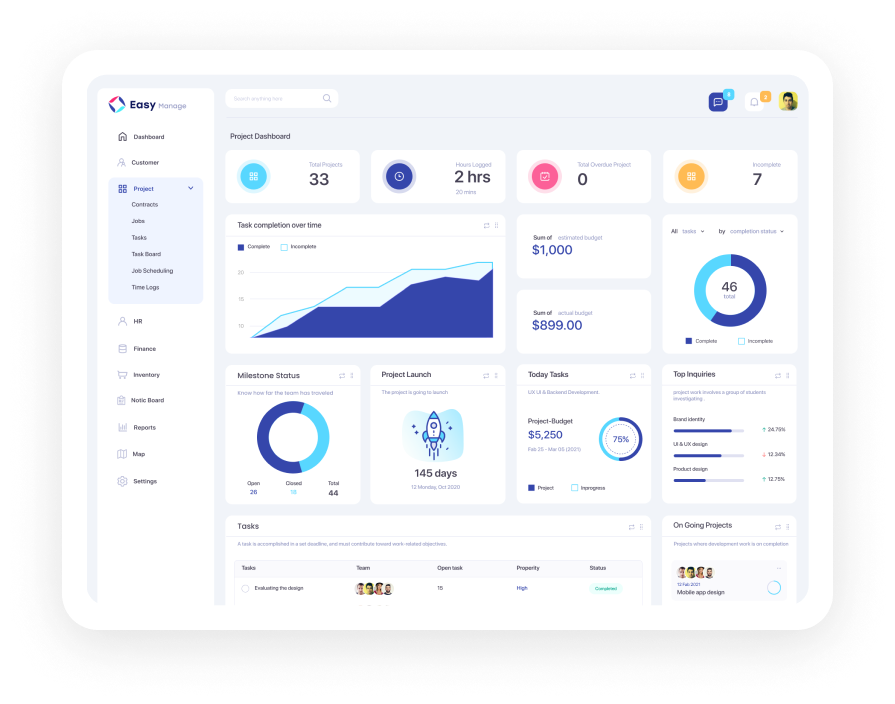 Easy Manage
Search anything here
6
2
Dashboard
Customer
Project
Contracts
Jobs
Tasks
Task Board
Job Scheduling
Time Logs
HR
Finance
Inventory
Notic Board
Reports
Map
Settings
Project Dashboard
Total Projects
33
Hours Logged
2 hrs
20 mins
Total Overdue Project
0
Incomplete
7
Task completion over time
Complete Incomplete
20
15
10
Sum of estimated budget
$1,000
Sum of actual budget
$899.00
All tasks by completion status
46
total
Complete Incomplete
Milestone Status
Know how far the team has traveled
Open Closed Total
26 18 44
Project Launch
The project is going to launch
145 days
12 Monday, Oct 2020
Today Tasks
UX UI & Backend Development.
Project-Budget
$5,250
Feb 25 - Mar 05 (2021)
75%
Project Inprogress
Top Inquiries
project work involves a group of students
investigating .
Brand identity
24.75%
UI & UX design
12.34%
Product design
12.75%
Tasks
A task is accomplished in a set deadline, and must contribute toward work-related objectives.
Tasks Team Open task Properity Status
Evaluating the design 15 High Completed
On Going Projects
Projects where development work is on completion
12 Feb 2021
Mobile app design